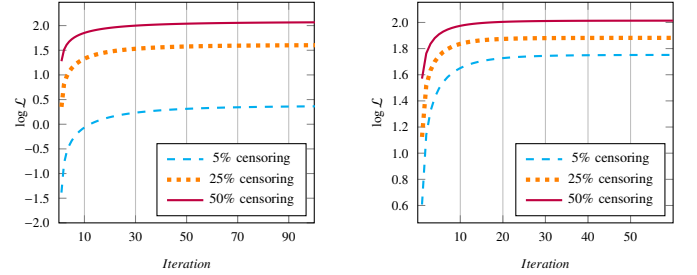 2.0
1.5
1.0
0.5
0.0
−0.5
−1.0
−1.5
−2.0
log ℒ
10 30 50 70 90
Iteration
5% censoring
25% censoring
50% censoring
2.0
1.8
1.6
1.4
1.2
1.0
0.8
0.6
log ℒ
10 20 30 40 50
Iteration
5% censoring
25% censoring
50% censoring